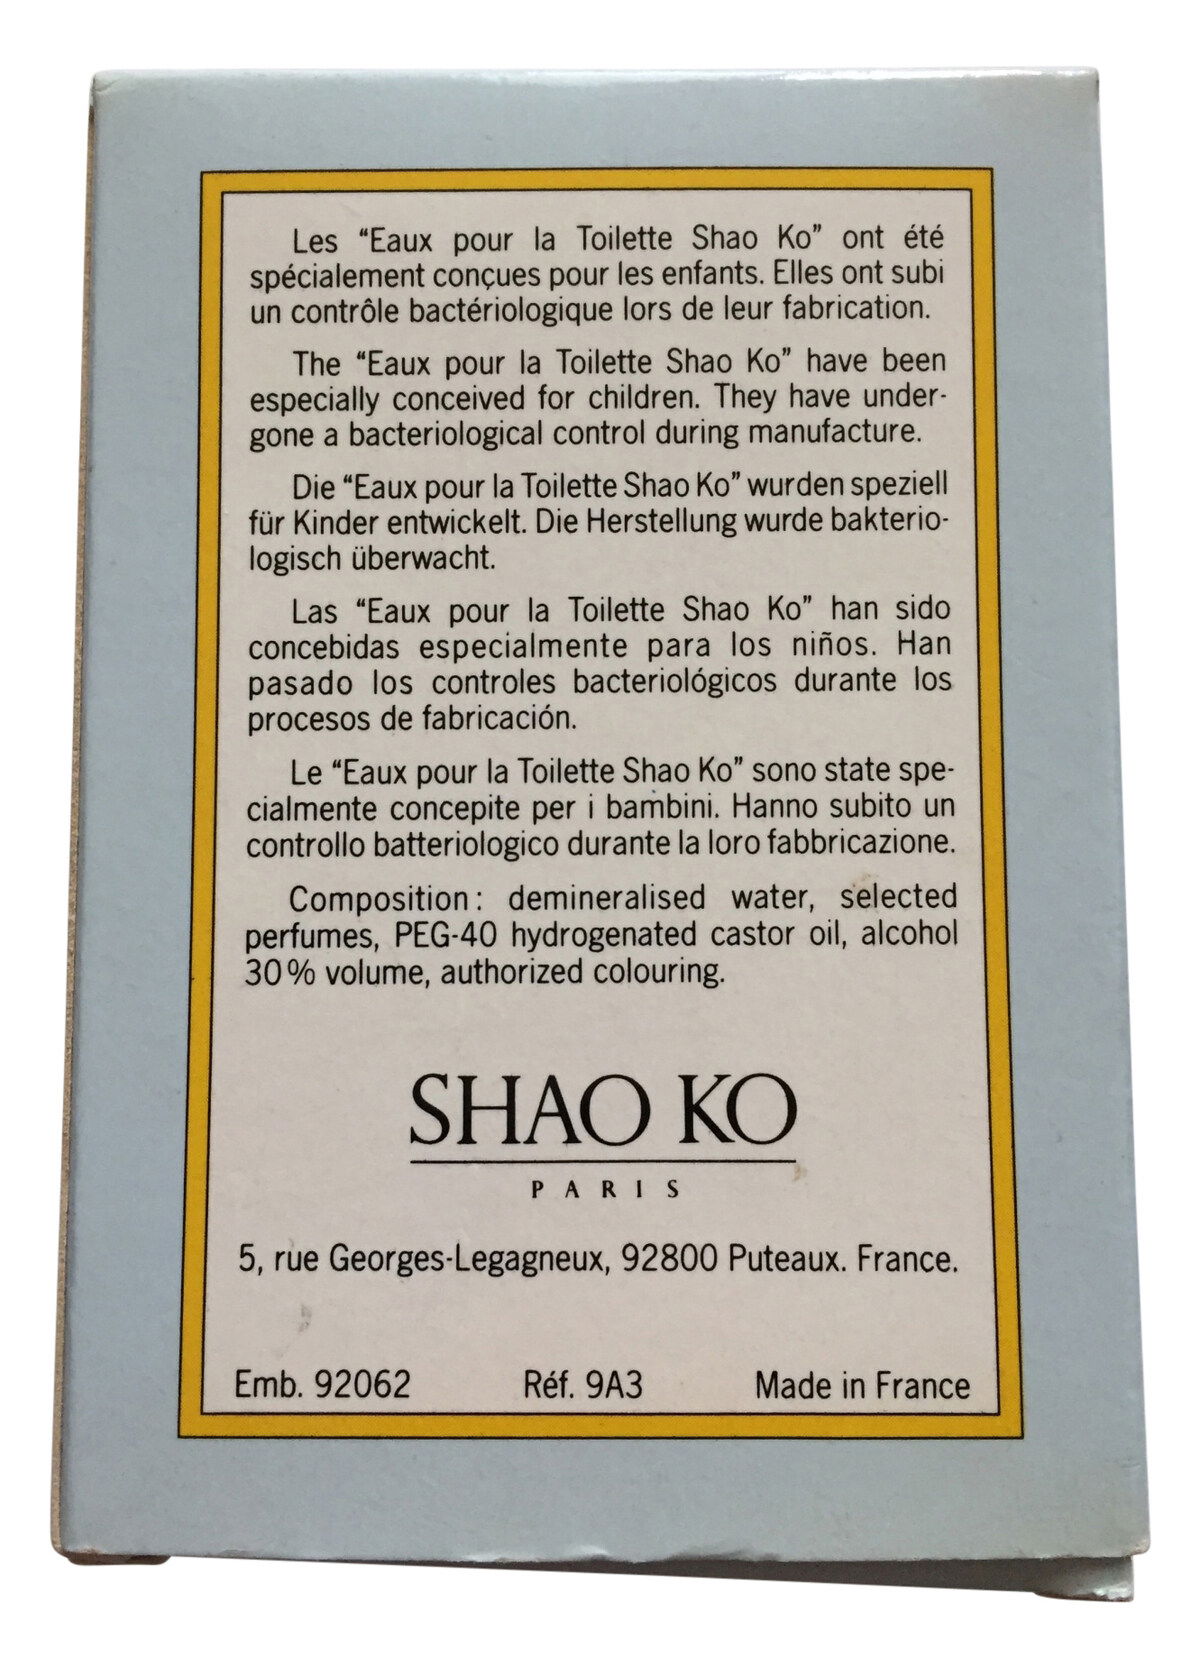 Les “Eaux pour la Toilette Shao Ko” ont été
spécialement conçues pour les enfants. Elles ont subi
un contrôle bactériologique lors de leur fabrication.
The “Eaux pour la Toilette Shao Ko” have been
especially conceived for children. They have under-
gone a bacteriological control during manufacture.
Die “Eaux pour la Toilette Shao Ko” wurden speziell
für Kinder entwickelt. Die Herstellung wurde bakterio-
logisch überwacht.
Las “Eaux pour la Toilette Shao Ko” han sido
concebidas especialmente para los niños. Han
pasado los controles bacteriológicos durante los
procesos de fabricación.
Le “Eaux pour la Toilette Shao Ko” sono state spe-
cialmente concepite per i bambini. Hanno subito un
controllo batteriologico durante la loro fabbricazione.
Composition : demineralised water, selected
perfumes, PEG-40 hydrogenated castor oil, alcohol
30 % volume, authorized colouring.
SHAO KO
PARIS
5, rue Georges-Legagneux, 92800 Puteaux. France.
Emb. 92062 Réf. 9A3 Made in France